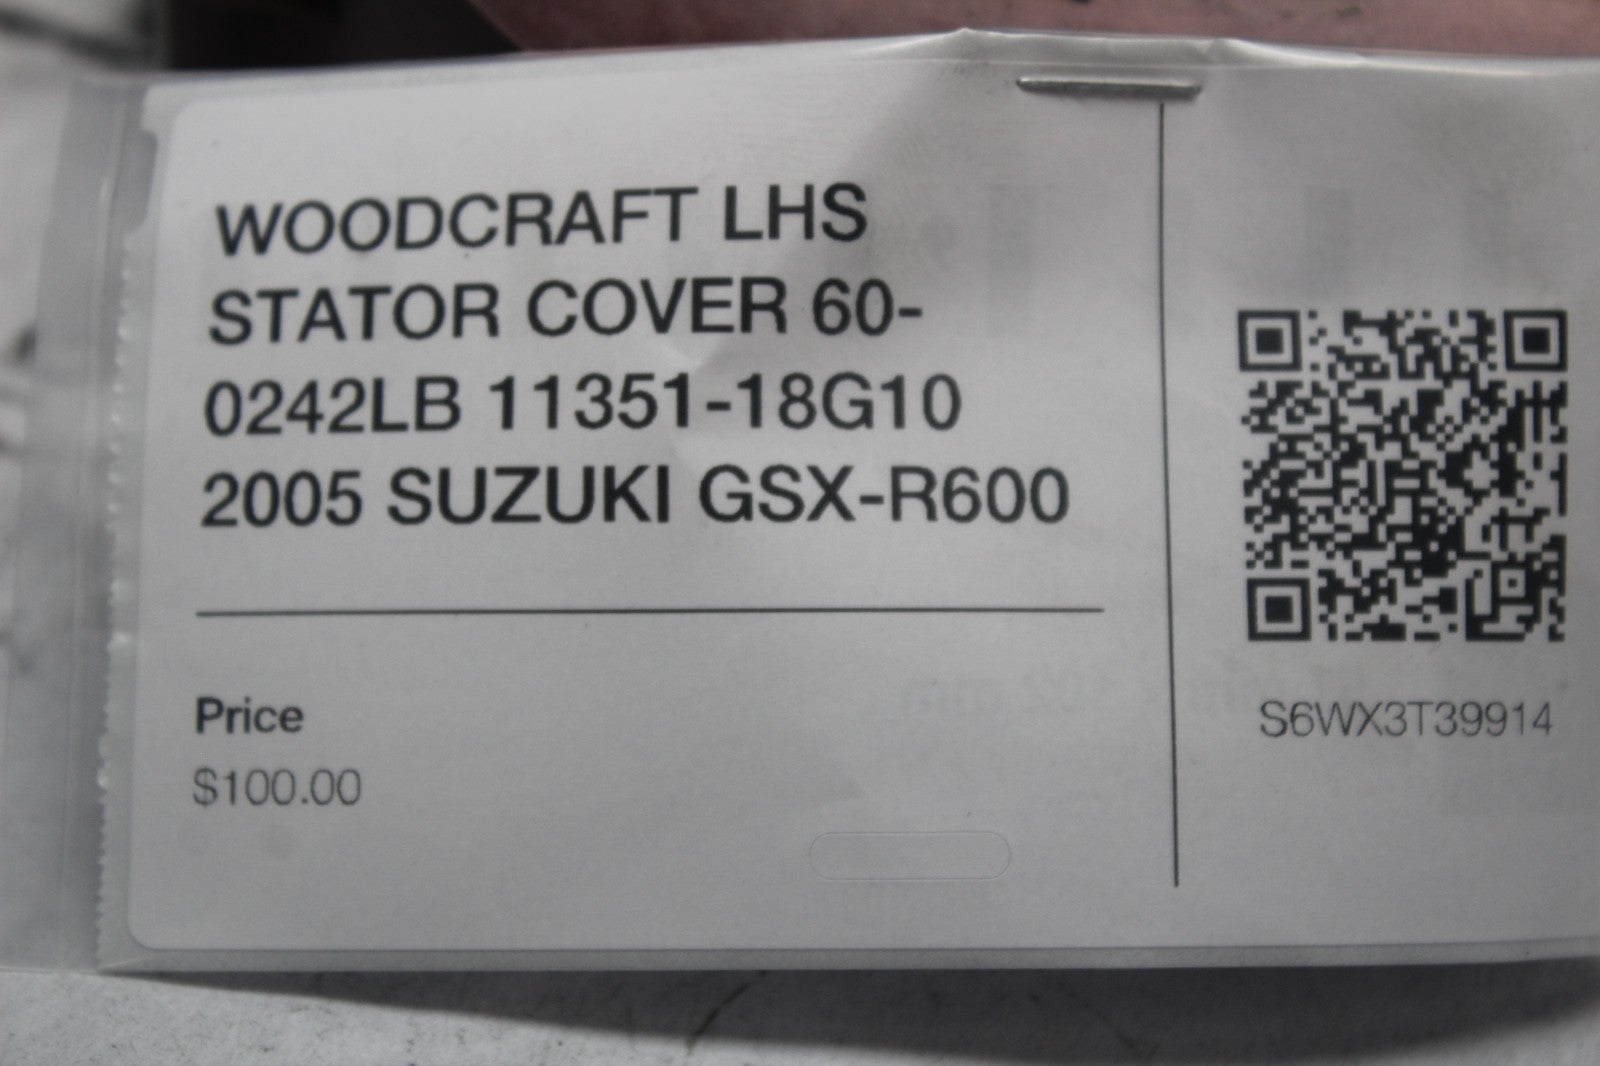 WOODCRAFT LHS
STATOR COVER 60-
0242LB 11351-18G10
2005 SUZUKI GSX-R600
Price
$100.00
S6WX3T39914